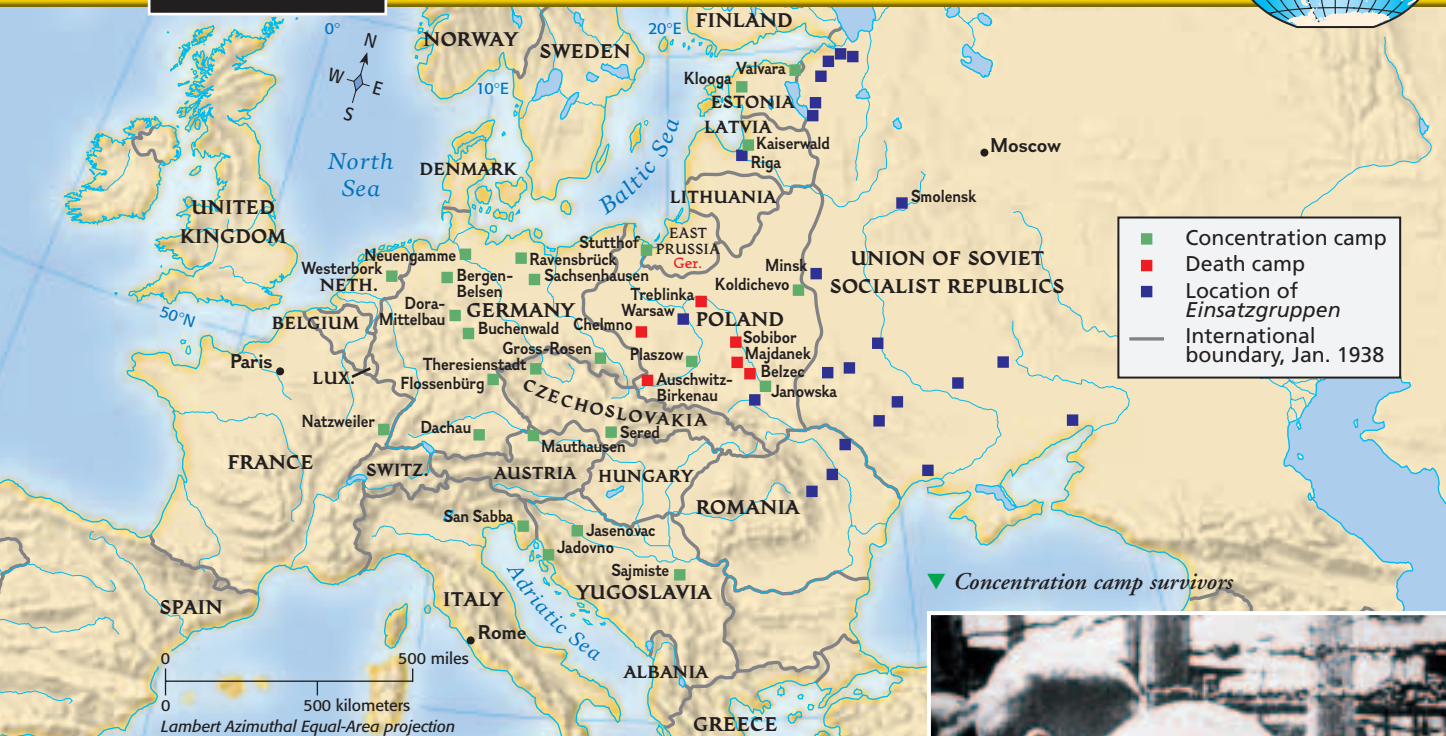 0°
20°E
FINLAND
NORWAY
SWEDEN
N
W
E
S
10°E
Valvara
Klooga
ESTONIA
LATVIA
Kaiserwald
Riga
Moscow
North
Sea
DENMARK
Baltic Sea
LITHUANIA
Smolensk
UNITED
KINGDOM
EAST
PRUSSIA
Ger.
Stutthof
Neuengamme
Ravensbrück
Westerbork
NETH.
Bergen-
Belsen
Sachsenhausen
Minsk
Koldichevo
UNION OF SOVIET
SOCIALIST REPUBLICS
Concentration camp
Death camp
Location of
Einsatzgruppen
International
boundary, Jan. 1938
50°N
BELGIUM
Dora-
Mittelbau
GERMANY
Buchenwald
Treblinka
Warsaw
POLAND
Chelmno
Sobibor
Majdanek
Belzec
Plaszow
Gross-Rosen
Theresienstadt
Flossenbürg
Auschwitz-
Birkenau
Janowska
Paris
LUX.
CZECHOSLOVAKIA
Natzweiler
Dachau
Mauthausen
Sered
FRANCE
SWITZ.
AUSTRIA
HUNGARY
ROMANIA
San Sabba
Jasenovac
Jadovno
Sajmiste
YUGOSLAVIA
Adriatic Sea
SPAIN
ITALY
Rome
ALBANIA
GREECE
0
500 miles
0
500 kilometers
Lambert Azimuthal Equal-Area projection
▼ Concentration camp survivors